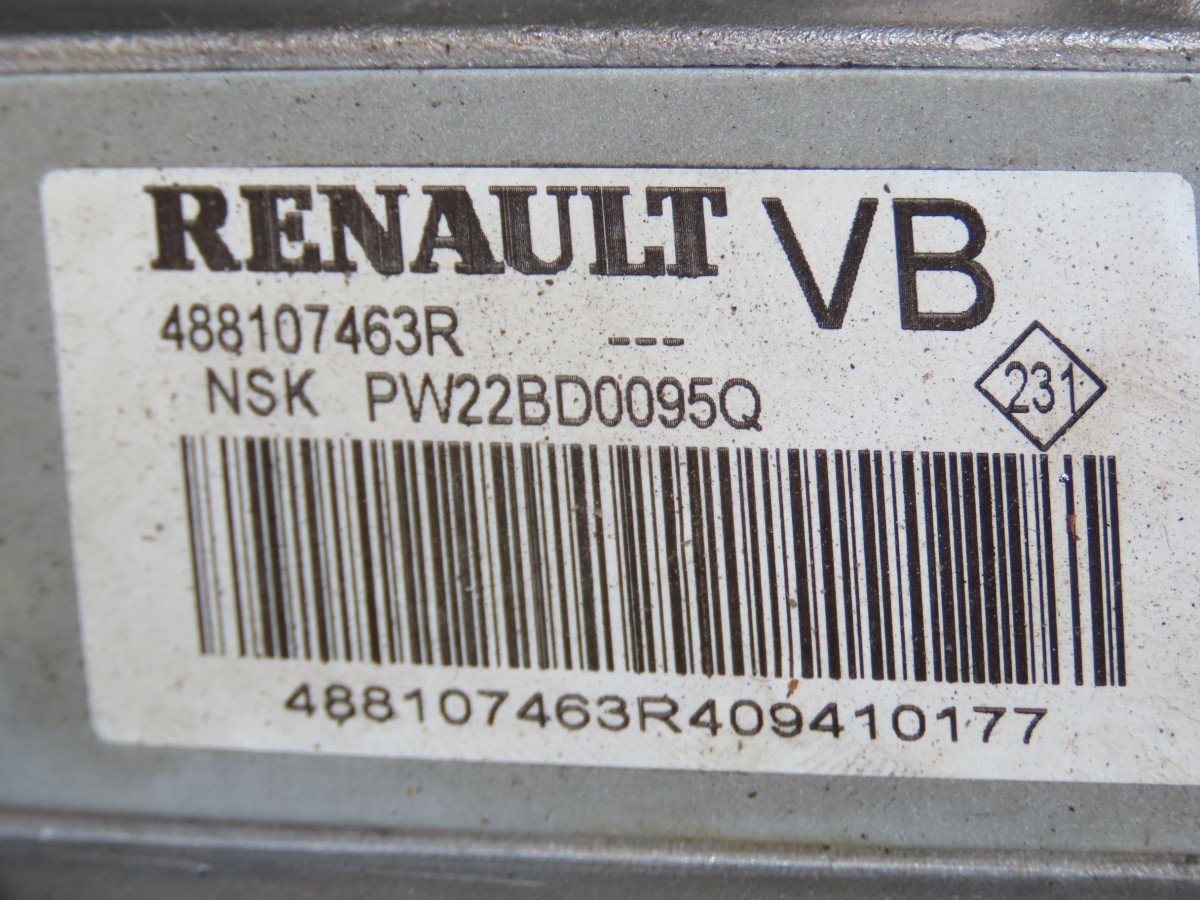 RENAULT VB
488107463R ---
NSK PW22BD0095Q
231
488107463R409410177